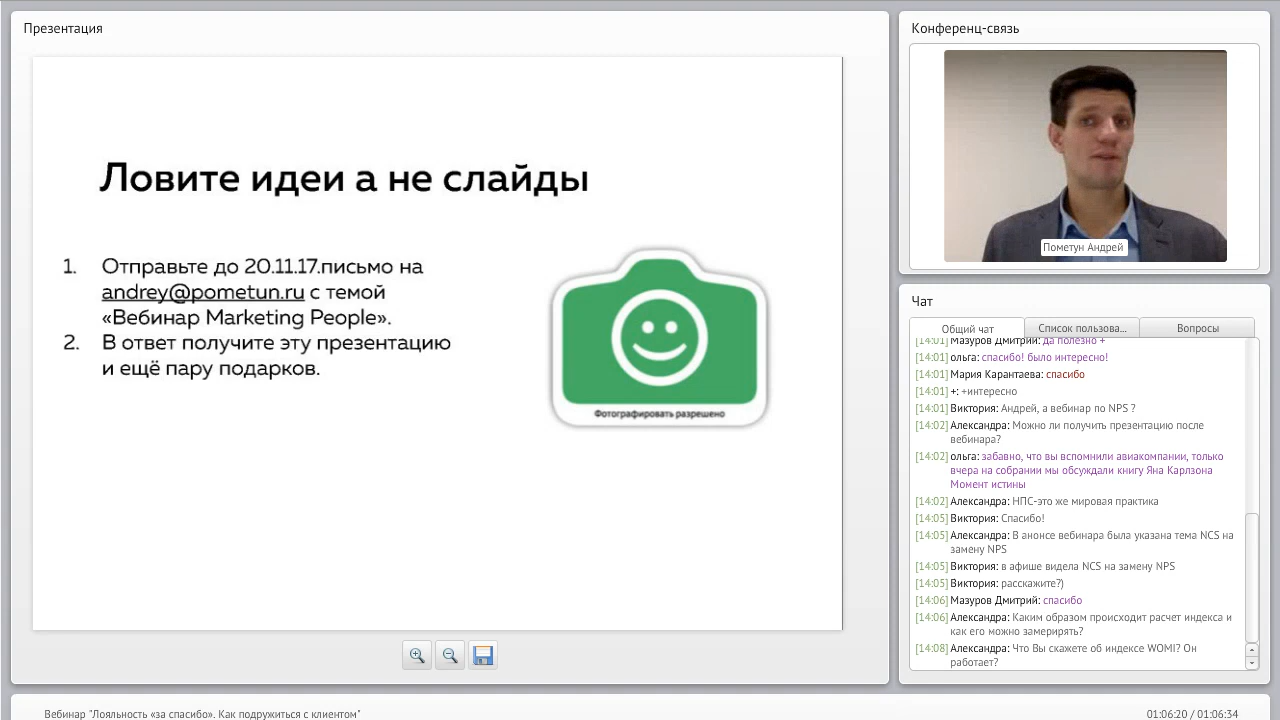 Презентация
Ловите идеи а не слайды
1. Отправьте до 20.11.17.письмо на
andrey@pometun.ru с темой
«Вебинар Marketing People».
2. В ответ получите эту презентацию
и ещё пару подарков.
Фотографировать разрешено
Конференц-связь
Пометун Андрей
Чат
Общий чат
Список пользова...
Вопросы
[14:01] Мазуров Дмитрий: да полезно +
[14:01] ольга: спасибо! было интересно!
[14:01] Мария Карантаева: спасибо
[14:01] +: +интересно
[14:01] Виктория: Андрей, а вебинар по NPS ?
[14:02] Александра: Можно ли получить презентацию после
вебинара?
[14:02] ольга: забавно, что вы вспомнили авиакомпании, только
вчера на собрании мы обсуждали книгу Яна Карлзона
Момент истины
[14:02] Александра: НПС-это же мировая практика
[14:05] Виктория: Спасибо!
[14:05] Александра: В анонсе вебинара была указана тема NCS на
замену NPS
[14:05] Виктория: в афише видела NCS на замену NPS
[14:05] Виктория: расскажите?)
[14:06] Мазуров Дмитрий: спасибо
[14:06] Александра: Каким образом происходит расчет индекса и
как его можно замерирять?
[14:08] Александра: Что Вы скажете об индексе WOMI? Он
работает?
Вебинар "Лояльность «за спасибо». Как подружиться с клиентом"
01:06:20 / 01:06:34